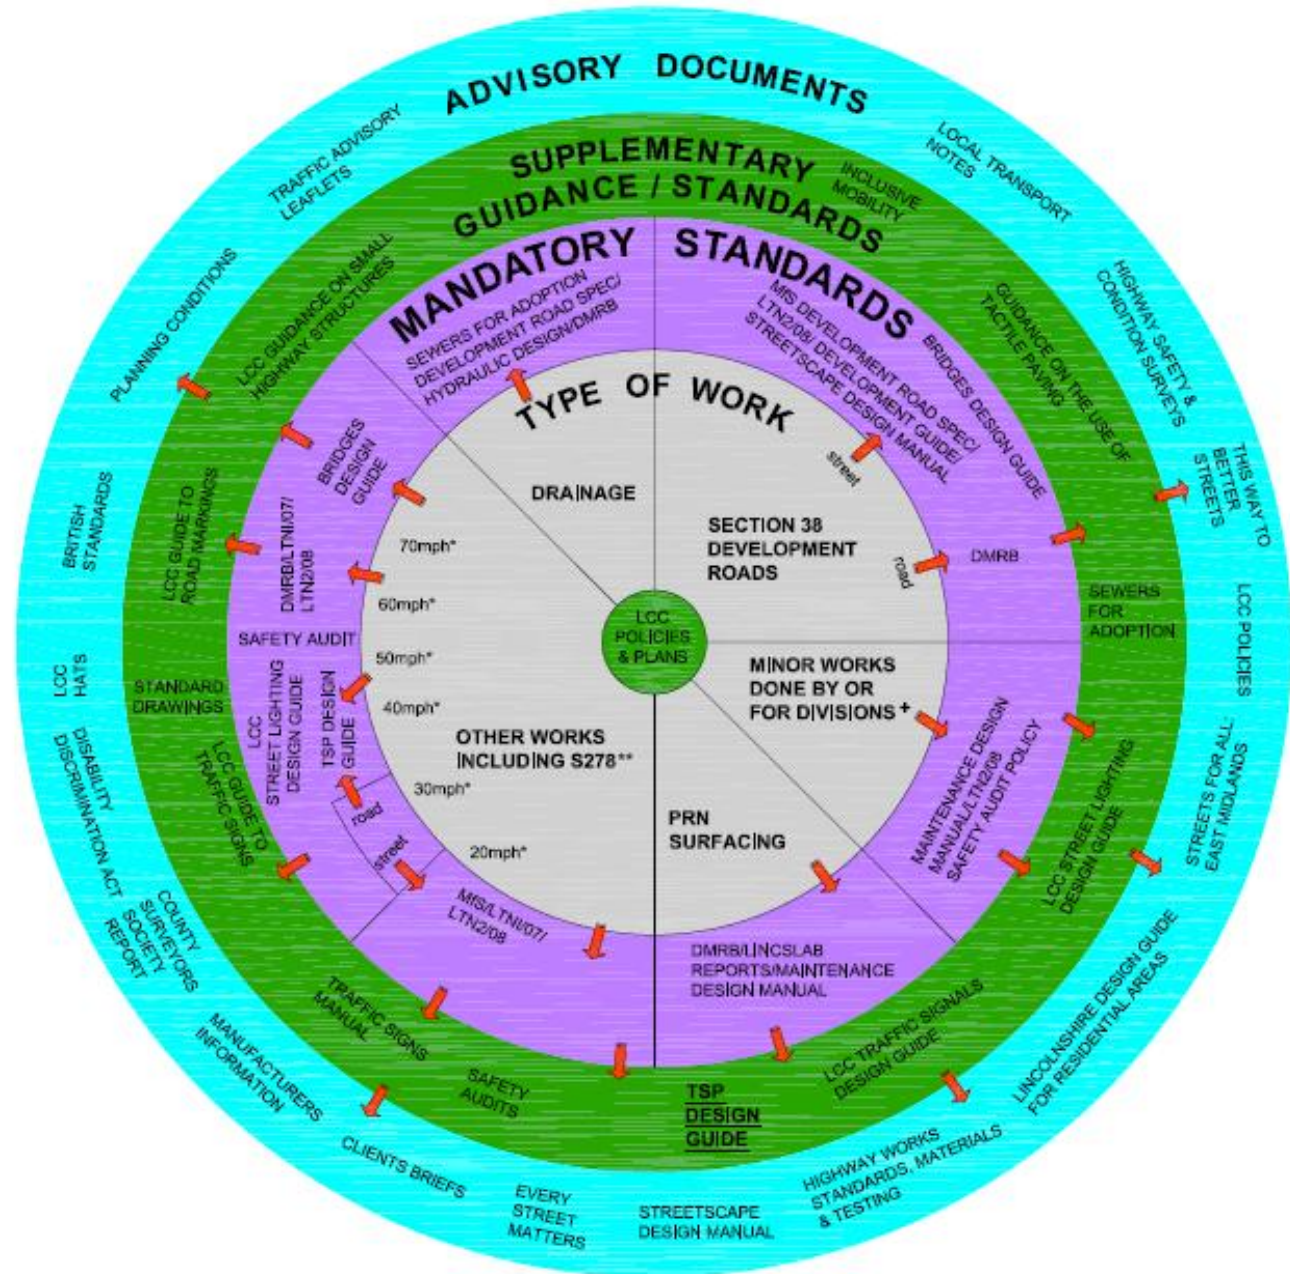 ADVISORY DOCUMENTS
TRAFFIC ADVISORY
LEAFLETS
LOCAL TRANSPORT
NOTES
PLANNING CONDITIONS
HIGHWAY SAFETY &
CONDITION SURVEYS
BRITISH
STANDARDS
THIS WAY TO
BETTER
STREETS
LCC
HATS
LCC POLICIES
DISABILITY
DISCRIMINATION ACT
STREETS FOR ALL:
EAST MIDLANDS
COUNTY
SURVEYORS
SOCIETY
REPORT
LINCOLNSHIRE DESIGN GUIDE
FOR RESIDENTIAL AREAS
MANUFACTURERS
INFORMATION
HIGHWAY WORKS
STANDARDS, MATERIALS
& TESTING
CLIENTS BRIEFS
EVERY
STREET
MATTERS
STREETSCAPE
DESIGN MANUAL
SUPPLEMENTARY
GUIDANCE / STANDARDS
INCLUSIVE
MOBILITY
LCC GUIDANCE ON SMALL
HIGHWAY STRUCTURES
GUIDANCE ON THE USE OF
TACTILE PAVING
LCC GUIDE TO
ROAD MARKINGS
SEWERS
FOR
ADOPTION
STANDARD
DRAWINGS
LCC GUIDE TO
TRAFFIC SIGNS
LCC STREET LIGHTING
DESIGN GUIDE
TRAFFIC SIGNS
MANUAL
LCC TRAFFIC SIGNALS
DESIGN GUIDE
SAFETY
AUDITS
TSP
DESIGN
GUIDE
MANDATORY STANDARDS
SEWERS FOR ADOPTION
DEVELOPMENT ROAD SPEC/
HYDRAULIC DESIGN/DMRB
MfS DEVELOPMENT ROAD SPEC/
LTN2/08/ DEVELOPMENT GUIDE/
STREETSCAPE DESIGN MANUAL
BRIDGES DESIGN GUIDE
BRIDGES
DESIGN
GUIDE
DMRB/LTNI/07/
LTN2/08
DMRB
SAFETY AUDIT
LCC
STREET LIGHTING
DESIGN GUIDE
TSP DESIGN
GUIDE
MAINTENANCE DESIGN
MANUAL/LTN2/08
SAFETY AUDIT POLICY
road
street
MfS/LTNI/07/
LTN2/08
DMRB/LINCSLAB
REPORTS/MAINTENANCE
DESIGN MANUAL
TYPE OF WORK
DRAINAGE
street
SECTION 38
DEVELOPMENT
ROADS
road
70mph*
60mph*
50mph*
40mph*
30mph*
20mph*
LCC
POLICIES
& PLANS
MINOR WORKS
DONE BY OR
FOR DIVISIONS +
OTHER WORKS
INCLUDING S278**
PRN
SURFACING